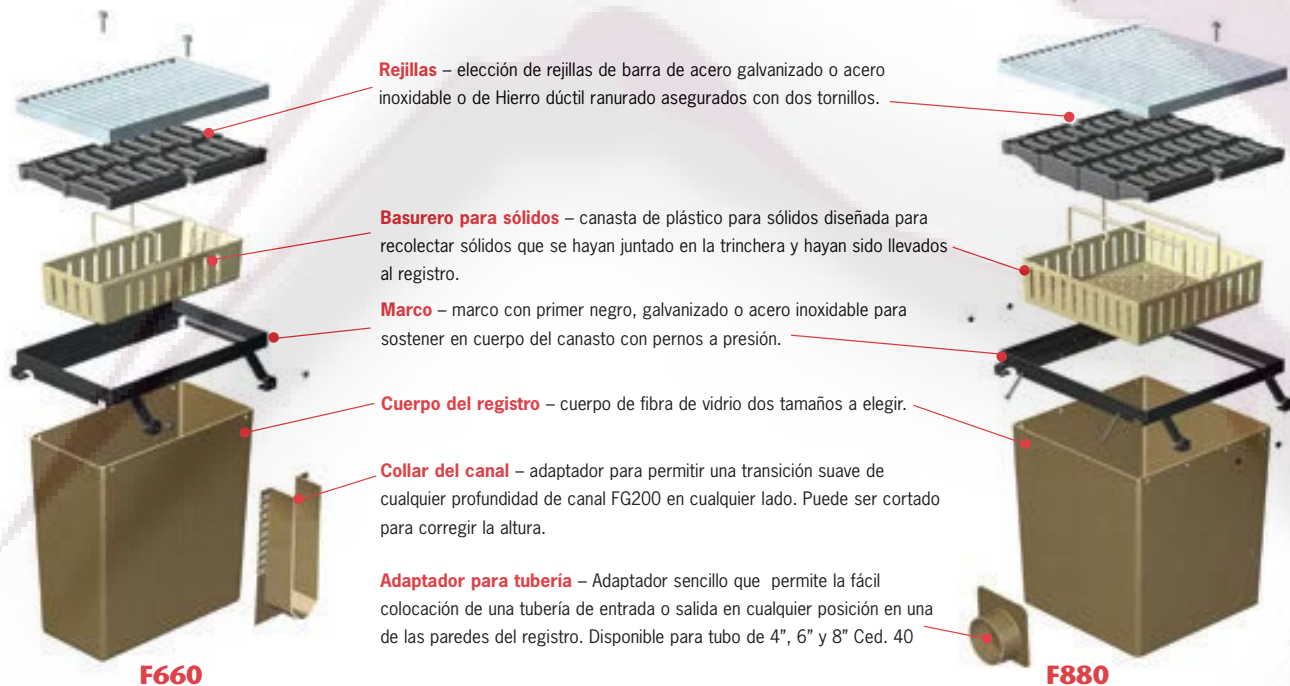 Rejillas – elección de rejillas de barra de acero galvanizado o acero
inoxidable o de Hierro dúctil ranurado asegurados con dos tornillos.
Basurero para sólidos – canasta de plástico para sólidos diseñada para
recolectar sólidos que se hayan juntado en la trinchera y hayan sido llevados
al registro.
Marco – marco con primer negro, galvanizado o acero inoxidable para
sostener en cuerpo del canasto con pernos a presión.
Cuerpo del registro – cuerpo de fibra de vidrio dos tamaños a elegir.
Collar del canal – adaptador para permitir una transición suave de
cualquier profundidad de canal FG200 en cualquier lado. Puede ser cortado
para corregir la altura.
Adaptador para tubería – Adaptador sencillo que permite la fácil
colocación de una tubería de entrada o salida en cualquier posición en una
de las paredes del registro. Disponible para tubo de 4”, 6” y 8” Ced. 40
F660
F880